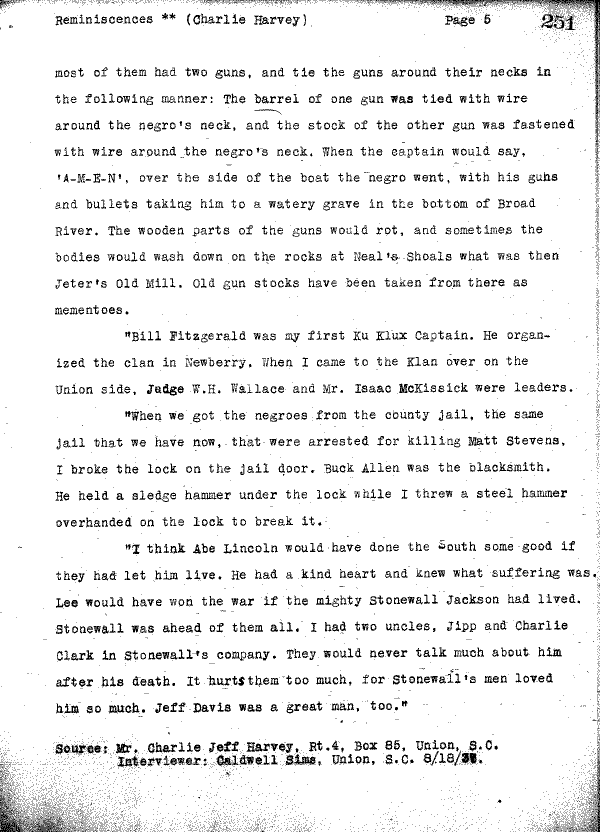 Reminiscences ** (Charlie Harvey) Page 5 251
most of them had two guns, and tie the guns around their necks in
the following manner: The barrel of one gun was tied with wire
around the negro's neck, and the stock of the other gun was fastened
with wire around the negro's neck. When the captain would say,
'A-M-E-N', over the side of the boat the negro went, with his guns
and bullets taking him to a watery grave in the bottom of Broad
River. The wooden parts of the guns would rot, and sometimes the
bodies would wash down on the rocks at Neal's Shoals what was then
Jeter's Old Mill. Old gun stocks have been taken from there as
mementoes.
"Bill Fitzgerald was my first Ku Klux Captain. He organ-
ized the clan in Newberry. When I came to the Klan over on the
Union side, Judge W.H. Wallace and Mr. Isaac McKissick were leaders.
"When we got the negroes from the county jail, the same
jail that we have now, that were arrested for killing Matt Stevens,
I broke the lock on the jail door. Buck Allen was the blacksmith.
He held a sledge hammer under the lock while I threw a steel hammer
overhanded on the lock to break it.
"I think Abe Lincoln would have done the South some good if
they had let him live. He had a kind heart and knew what suffering was.
Lee would have won the war if the mighty Stonewall Jackson had lived.
Stonewall was ahead of them all. I had two uncles, Jipp and Charlie
Clark in Stonewall's company. They would never talk much about him
after his death. It hurts them too much, for Stonewall's men loved
him so much. Jeff Davis was a great man, too."
Source: Mr. Charlie Jeff Harvey, Rt.4, Box 85, Union, S.C.
Interviewer: Caldwell Sims, Union, S.C. 8/18/